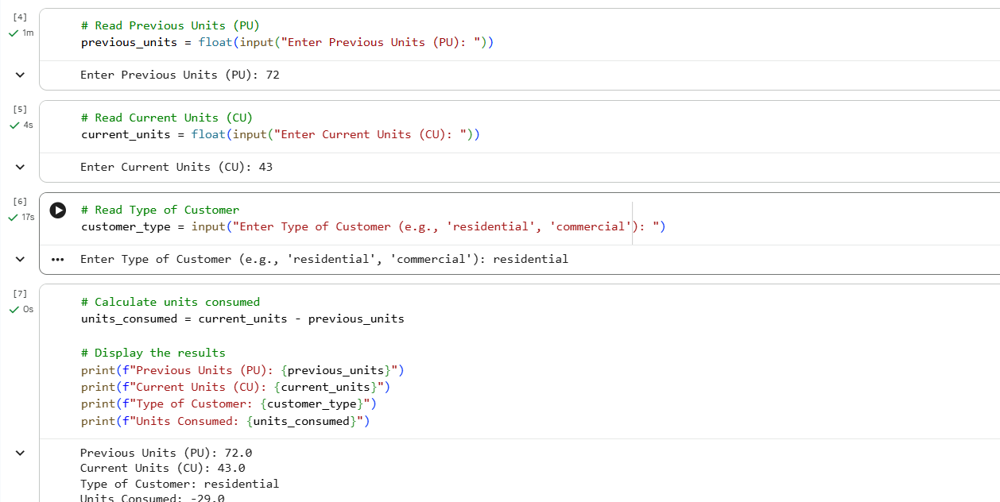 [4]
1m
# Read Previous Units (PU)
previous_units = float(input("Enter Previous Units (PU): "))
Enter Previous Units (PU): 72
[5]
4s
# Read Current Units (CU)
current_units = float(input("Enter Current Units (CU): "))
Enter Current Units (CU): 43
[6]
17s
# Read Type of Customer
customer_type = input("Enter Type of Customer (e.g., 'residential', 'commercial'): ")
Enter Type of Customer (e.g., 'residential', 'commercial'): residential
[7]
0s
# Calculate units consumed
units_consumed = current_units - previous_units
# Display the results
print(f"Previous Units (PU): {previous_units}")
print(f"Current Units (CU): {current_units}")
print(f"Type of Customer: {customer_type}")
print(f"Units Consumed: {units_consumed}")
Previous Units (PU): 72.0
Current Units (CU): 43.0
Type of Customer: residential
Units Consumed: -29.0